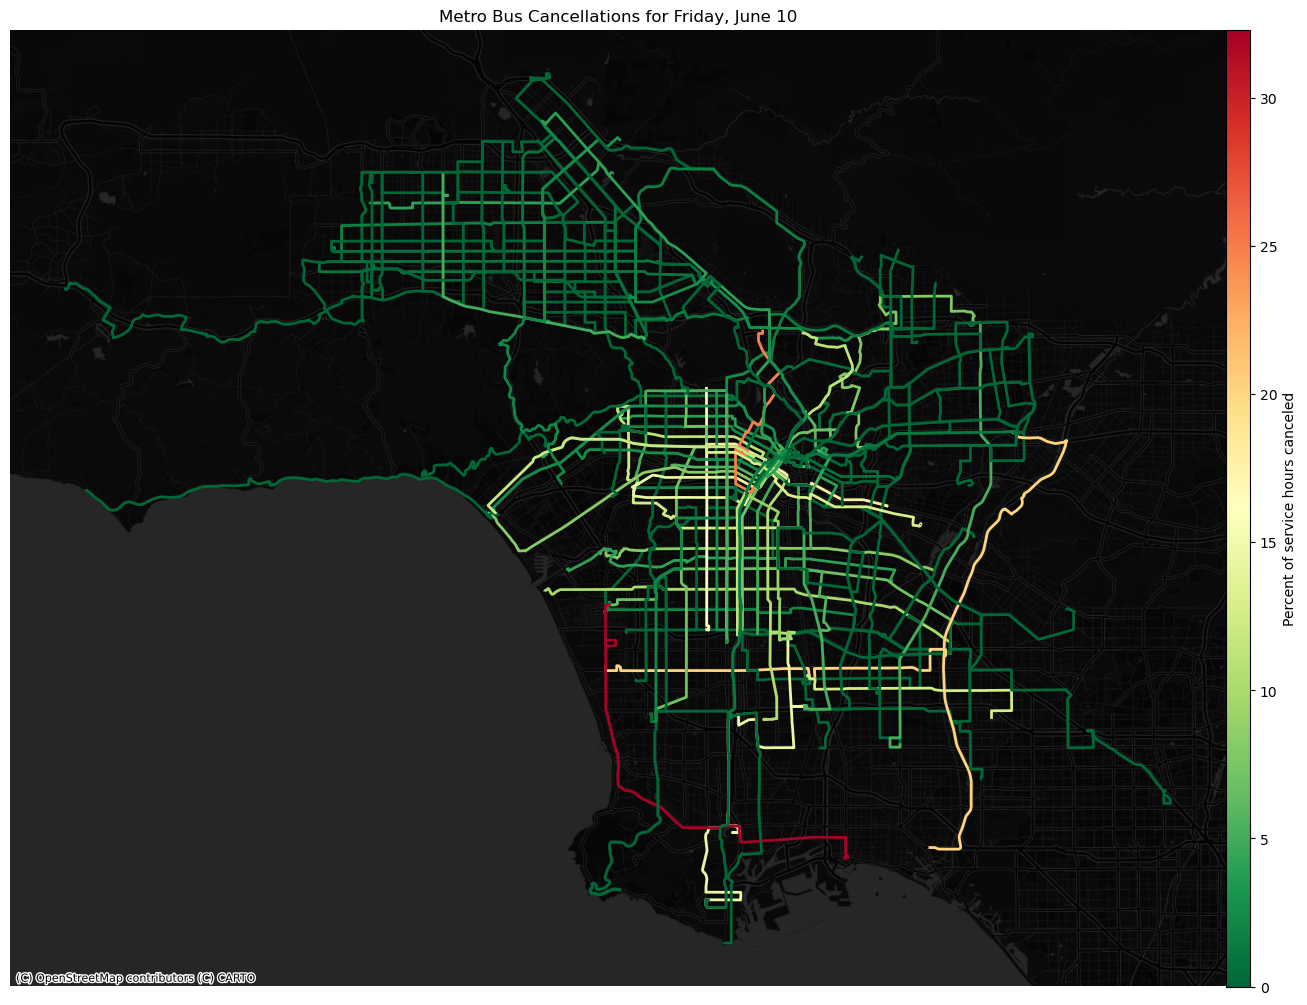 Metro Bus Cancellations for Friday, June 10
30
25
20
15
10
5
0
Percent of service hours canceled
(C) OpenStreetMap contributors (C) CARTO